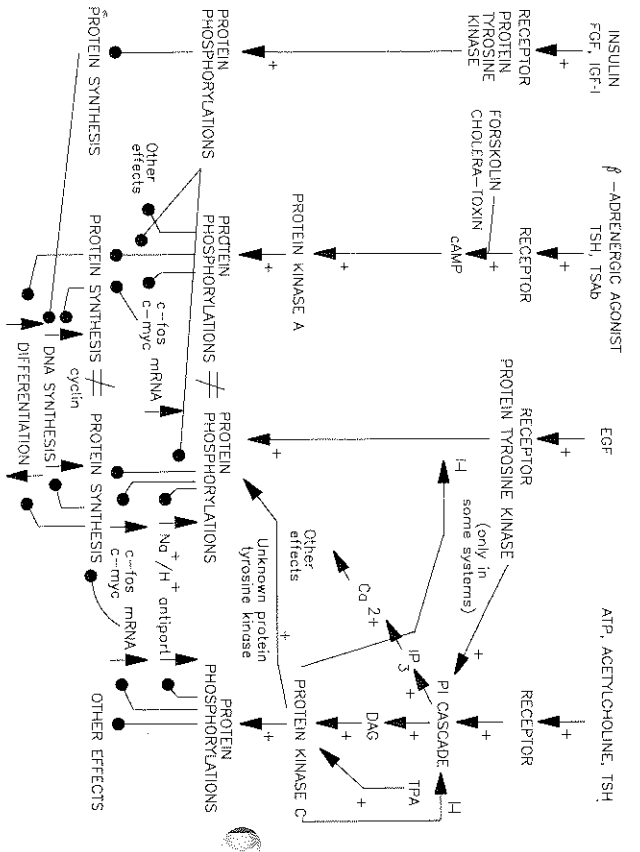 INSULIN
FGF, IGF-I
+
RECEPTOR
PROTEIN
TYROSINE
KINASE
+
PROTEIN
PHOSPHORYLATIONS
PROTEIN SYNTHESIS
β-ADRENERGIC AGONIST
TSH, TSAb
+
RECEPTOR
FORSKOLIN
CHOLERA-TOXIN
+
cAMP
+
PROTEIN KINASE A
+
PROTEIN
PHOSPHORYLATIONS
Other
effects
c-fos mRNA
c-myc
PROTEIN SYNTHESIS
cyclin
DNA SYNTHESIS
DIFFERENTIATION
EGF
+
RECEPTOR
PROTEIN TYROSINE KINASE
(only in
some systems)
+
|-|
+
PROTEIN
PHOSPHORYLATIONS
Na+/H+ antiport
c-fos mRNA
c-myc
PROTEIN SYNTHESIS
ATP, ACETYLCHOLINE, TSH
+
RECEPTOR
+
PI CASCADE
|-|
+
IP3
Ca 2+
Other
effects
+
DAG
TPA
+
+
PROTEIN KINASE C
+
Unknown protein
tyrosine kinase
+
PROTEIN
PHOSPHORYLATIONS
OTHER EFFECTS